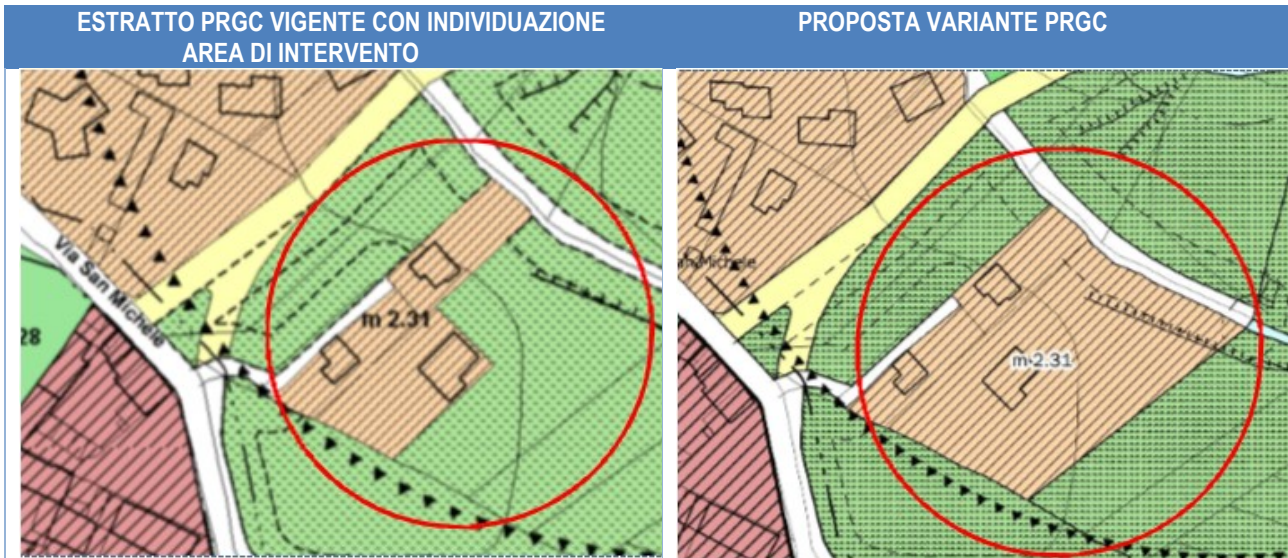 ESTRATTO PRGC VIGENTE CON INDIVIDUAZIONE
AREA DI INTERVENTO
PROPOSTA VARIANTE PRGC
Via San Michele
m 2.31
28
Michele
m 2.31